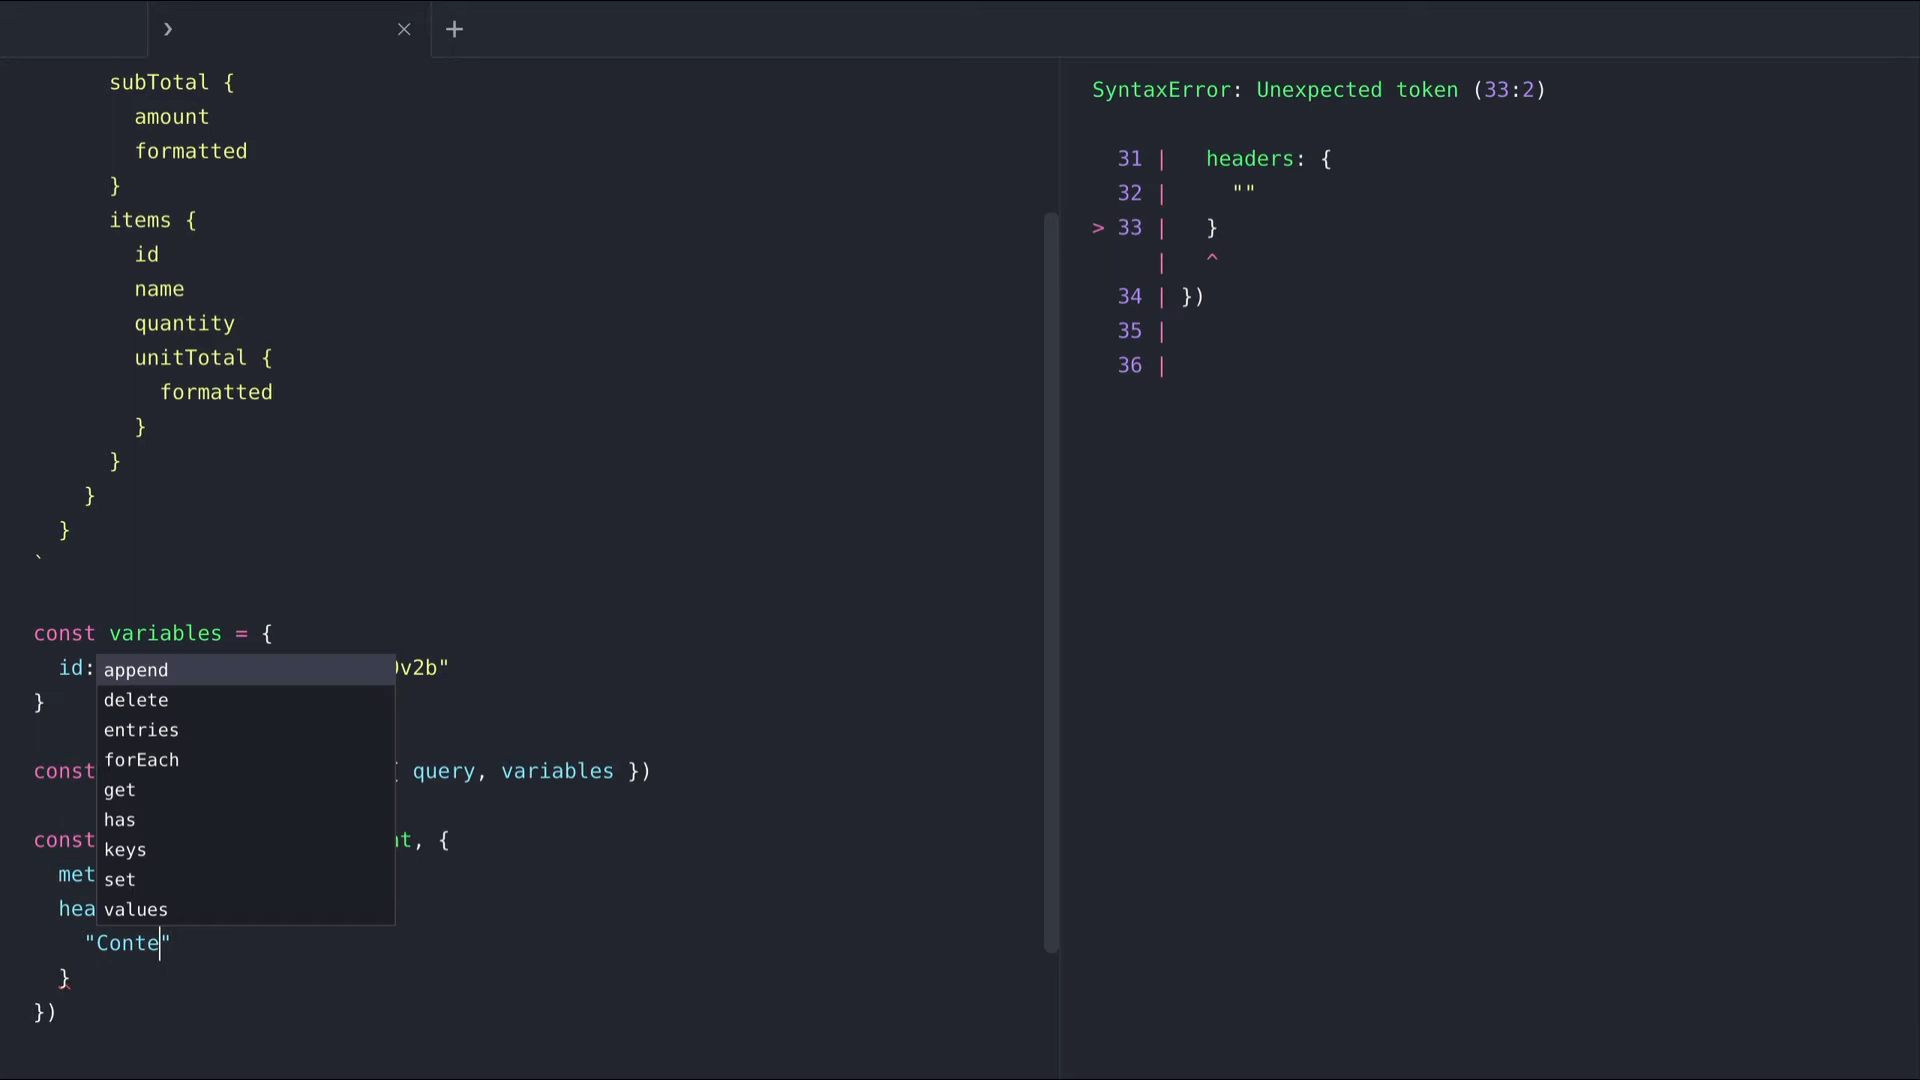 subTotal {
amount
formatted
}
items {
id
name
quantity
unitTotal {
formatted
}
}
}
}
`
const variables = {
id: v2b"
}
const { query, variables })
const t, {
met
hea
"Conte"
}
})
append
delete
entries
forEach
get
has
keys
set
values
SyntaxError: Unexpected token (33:2)
31 | headers: {
32 | ""
> 33 | }
| ^
34 | })
35 |
36 |